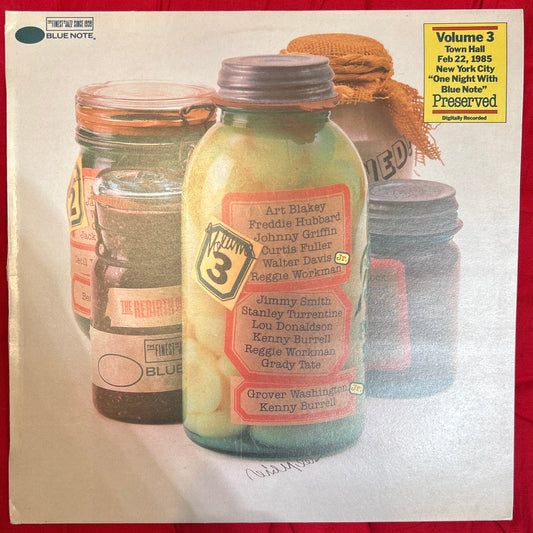 THE FINEST IN JAZZ SINCE 1939
BLUE NOTE.
Volume 3
Town Hall
Feb 22, 1985
New York City
"One Night With
Blue Note"
Preserved
Digitally Recorded
Art Blakey
Freddie Hubbard
Johnny Griffin
Curtis Fuller
Walter Davis Jr.
Reggie Workman
Volume
3
Jimmy Smith
Stanley Turrentine
Lou Donaldson
Kenny Burrell
Reggie Workman
Grady Tate
Grover Washington Jr.
Kenny Burrell
2
Jack
Cecil
THE REBIRTH OF
THE FINEST
BLUE